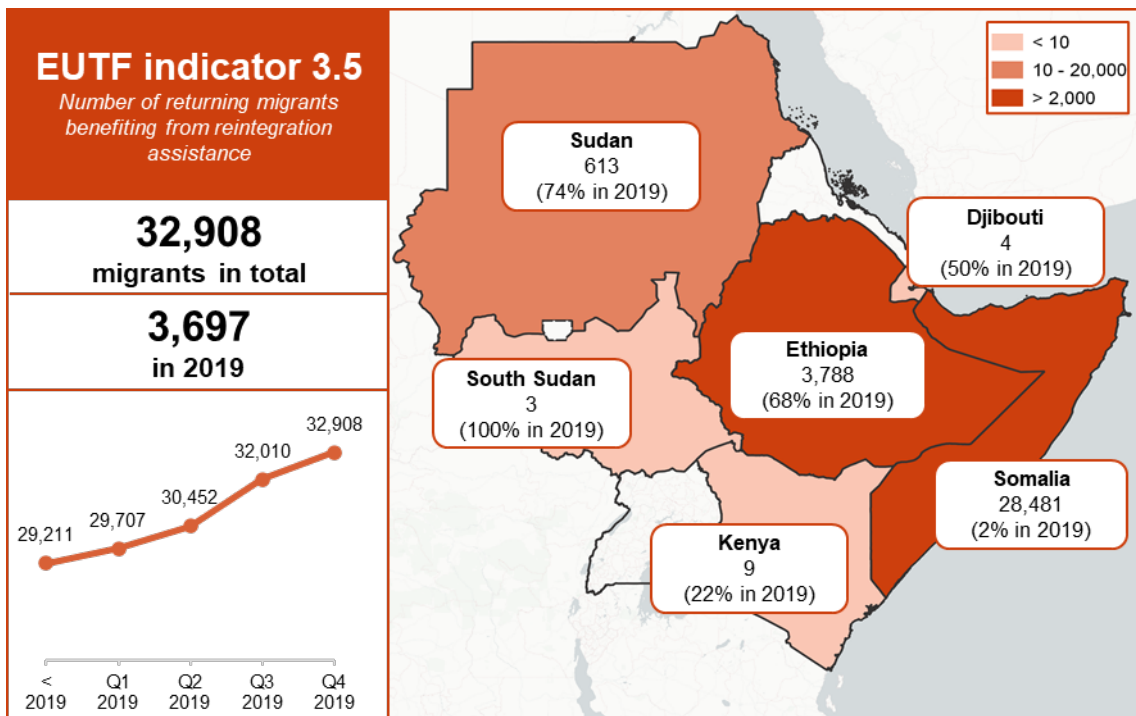 EUTF indicator 3.5
Number of returning migrants
benefiting from reintegration
assistance
32,908
migrants in total
3,697
in 2019
29,211
29,707
30,452
32,010
32,908
<
2019
Q1
2019
Q2
2019
Q3
2019
Q4
2019
< 10
10 - 20,000
> 2,000
Sudan
613
(74% in 2019)
Djibouti
4
(50% in 2019)
Ethiopia
3,788
(68% in 2019)
South Sudan
3
(100% in 2019)
Somalia
28,481
(2% in 2019)
Kenya
9
(22% in 2019)